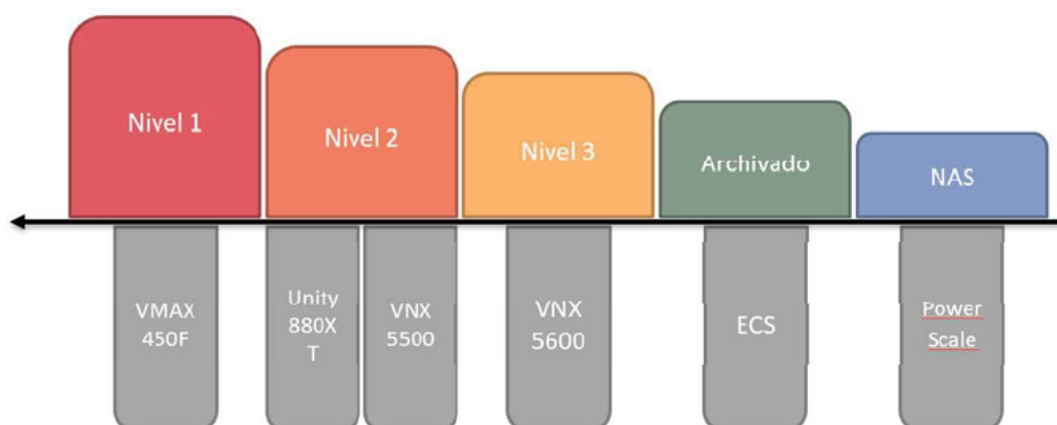 Nivel 1
Nivel 2
Nivel 3
Archivado
NAS
VMAX
450F
Unity
880X
T
VNX
5500
VNX
5600
ECS
Power
Scale